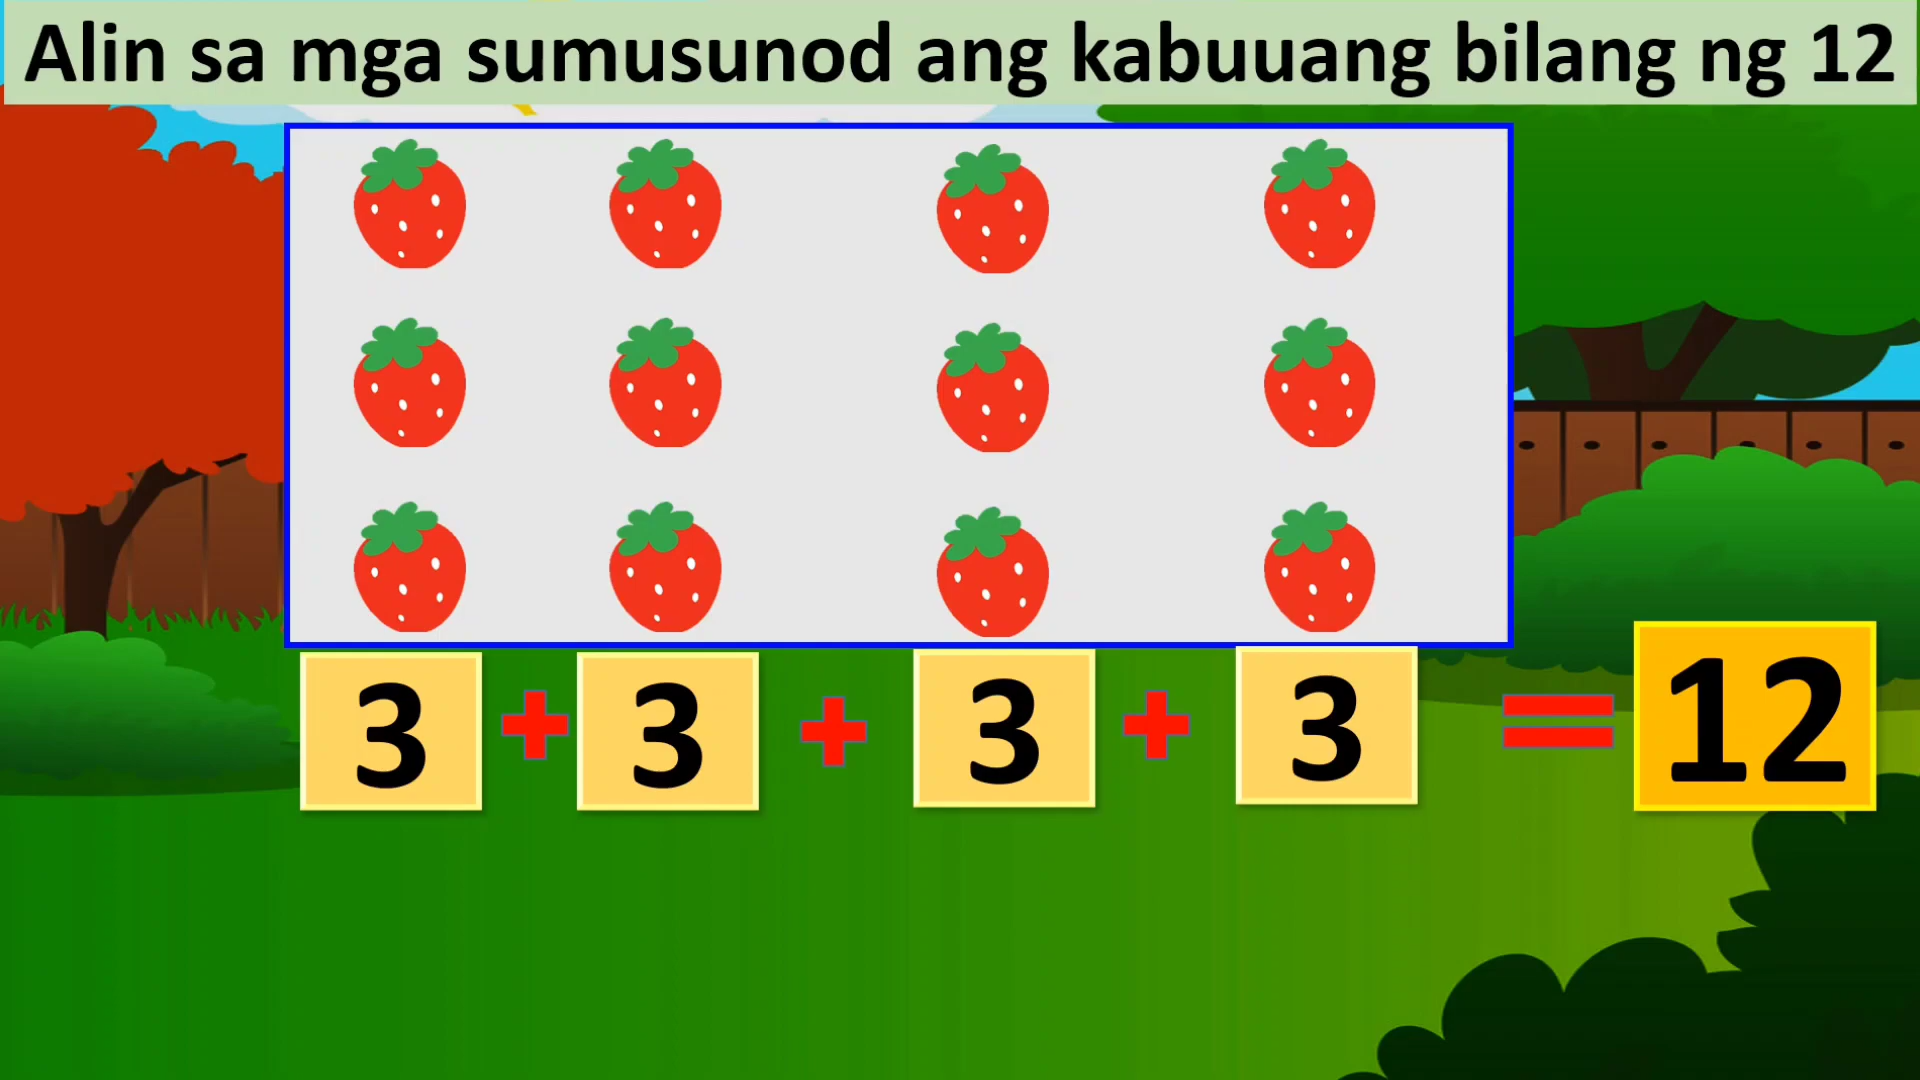 Alin sa mga sumusunod ang kabuuang bilang ng 12
3 + 3 + 3 + 3 = 12